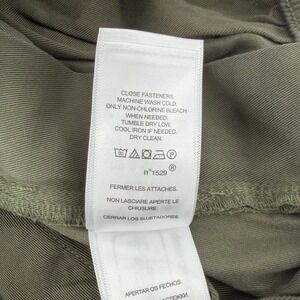 CLOSE FASTENERS.
MACHINE WASH COLD.
ONLY NON-CHLORINE BLEACH
WHEN NEEDED.
TUMBLE DRY LOW.
COOL IRON IF NEEDED.
DRY CLEAN.
P
®
n°1529
FERMER LES ATTACHES.
NON LASCIARE APERTE LE
CHIUSURE.
CERRAR LOS SUJETADORES.
APERTAR OS FECHOS.